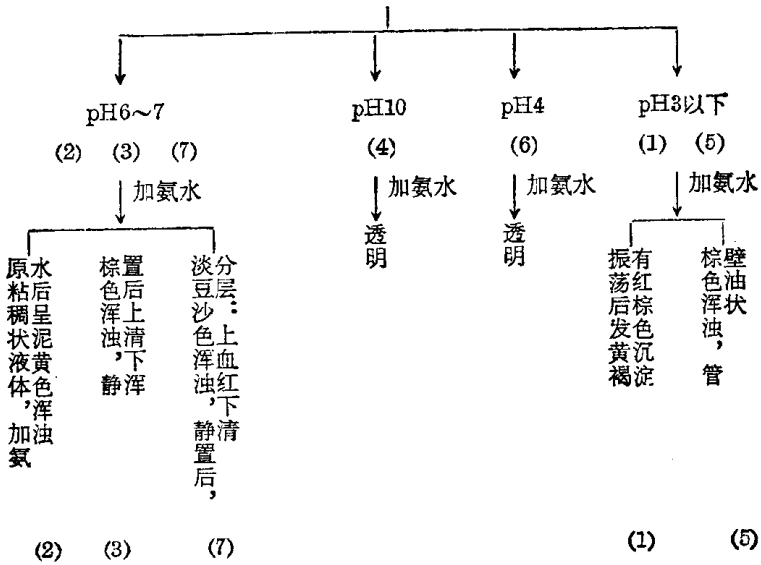 pH6～7
pH10
pH4
pH3以下
(2) (3) (7)
(4)
(6)
(1) (5)
加氨水
加氨水
加氨水
加氨水
原粘稠状液体，加氨
水后呈泥黄色浑浊
棕色浑浊，静
置后上清下浑
淡豆沙色浑浊，静置后，
分层：上血红下清
透明
透明
振荡后发黄褐
有红棕色沉淀
棕色浑浊，管
壁油状
(2) (3) (7)
(1) (5)